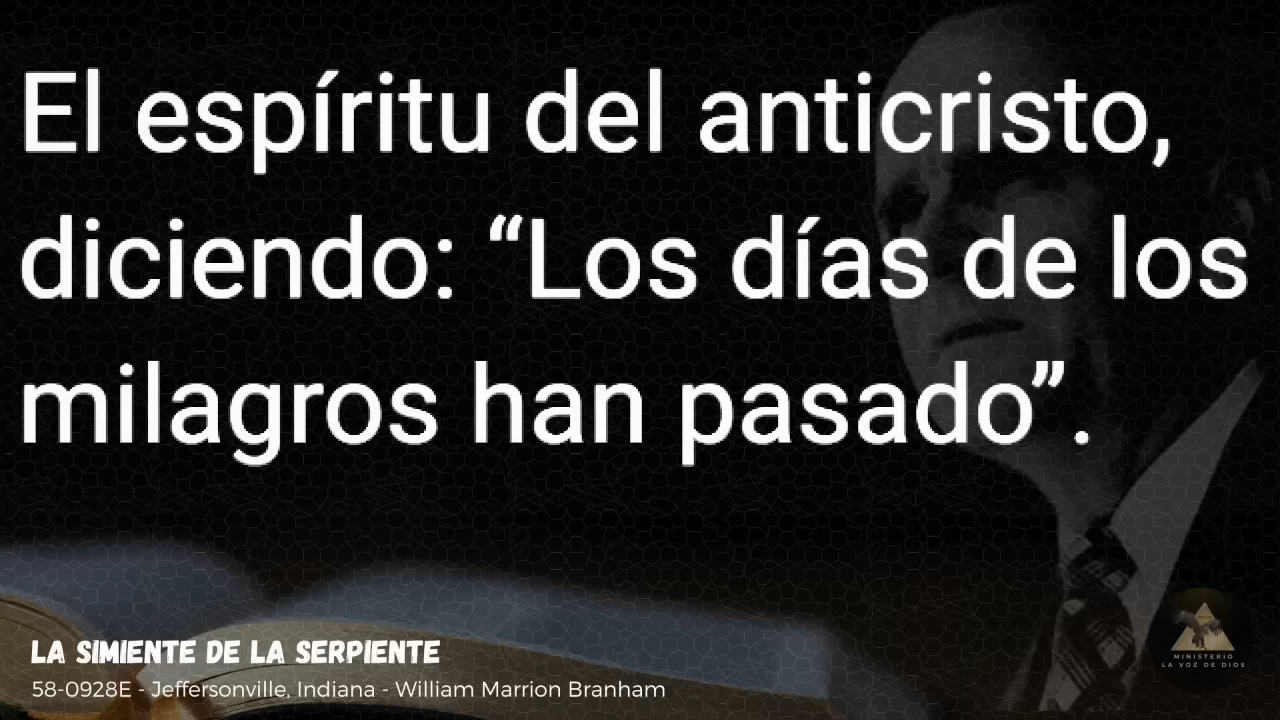 El espíritu del anticristo,
diciendo: “Los días de los
milagros han pasado”.
LA SIMIENTE DE LA SERPIENTE
58-0928E - Jeffersonville, Indiana - William Marrion Branham
MINISTERIO
LA VOZ DE DIOS